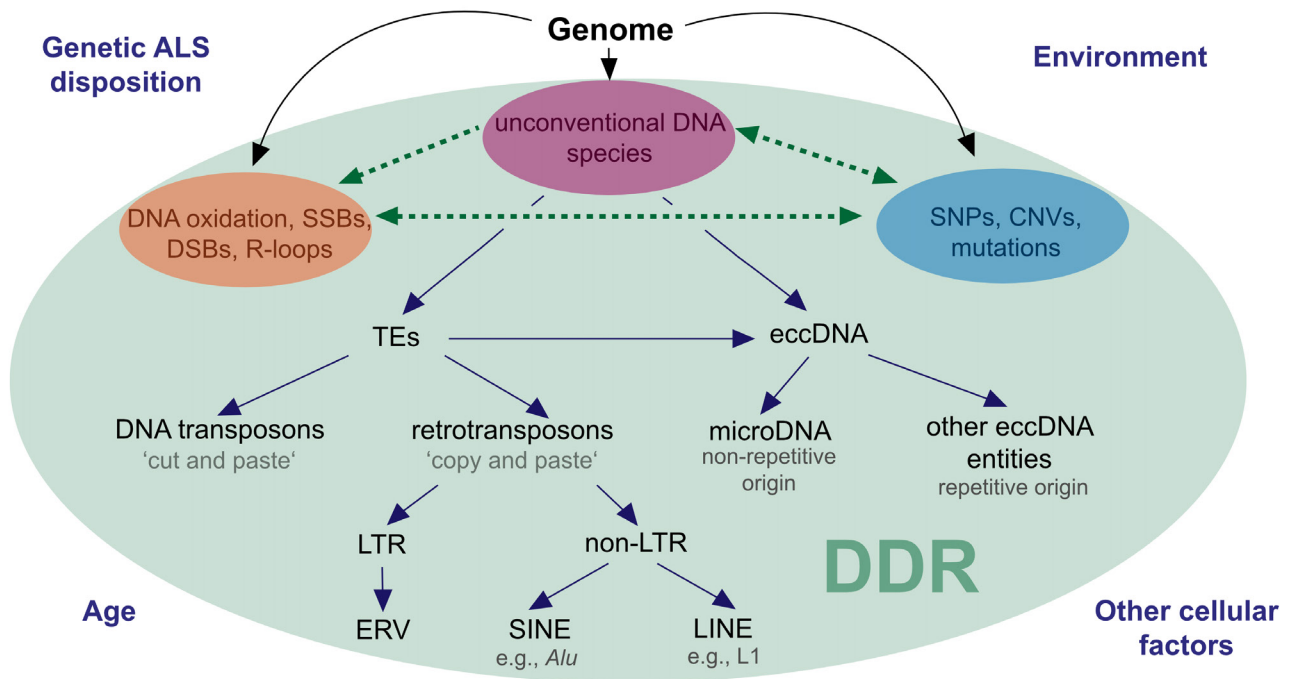 Genome
Genetic ALS
disposition
Environment
unconventional DNA
species
DNA oxidation, SSBs,
DSBs, R-loops
SNPs, CNVs,
mutations
TEs
eccDNA
DNA transposons
‘cut and paste‘
retrotransposons
‘copy and paste‘
microDNA
non-repetitive
origin
other eccDNA
entities
repetitive origin
LTR
non-LTR
DDR
Age
ERV
SINE
e.g., Alu
LINE
e.g., L1
Other cellular
factors